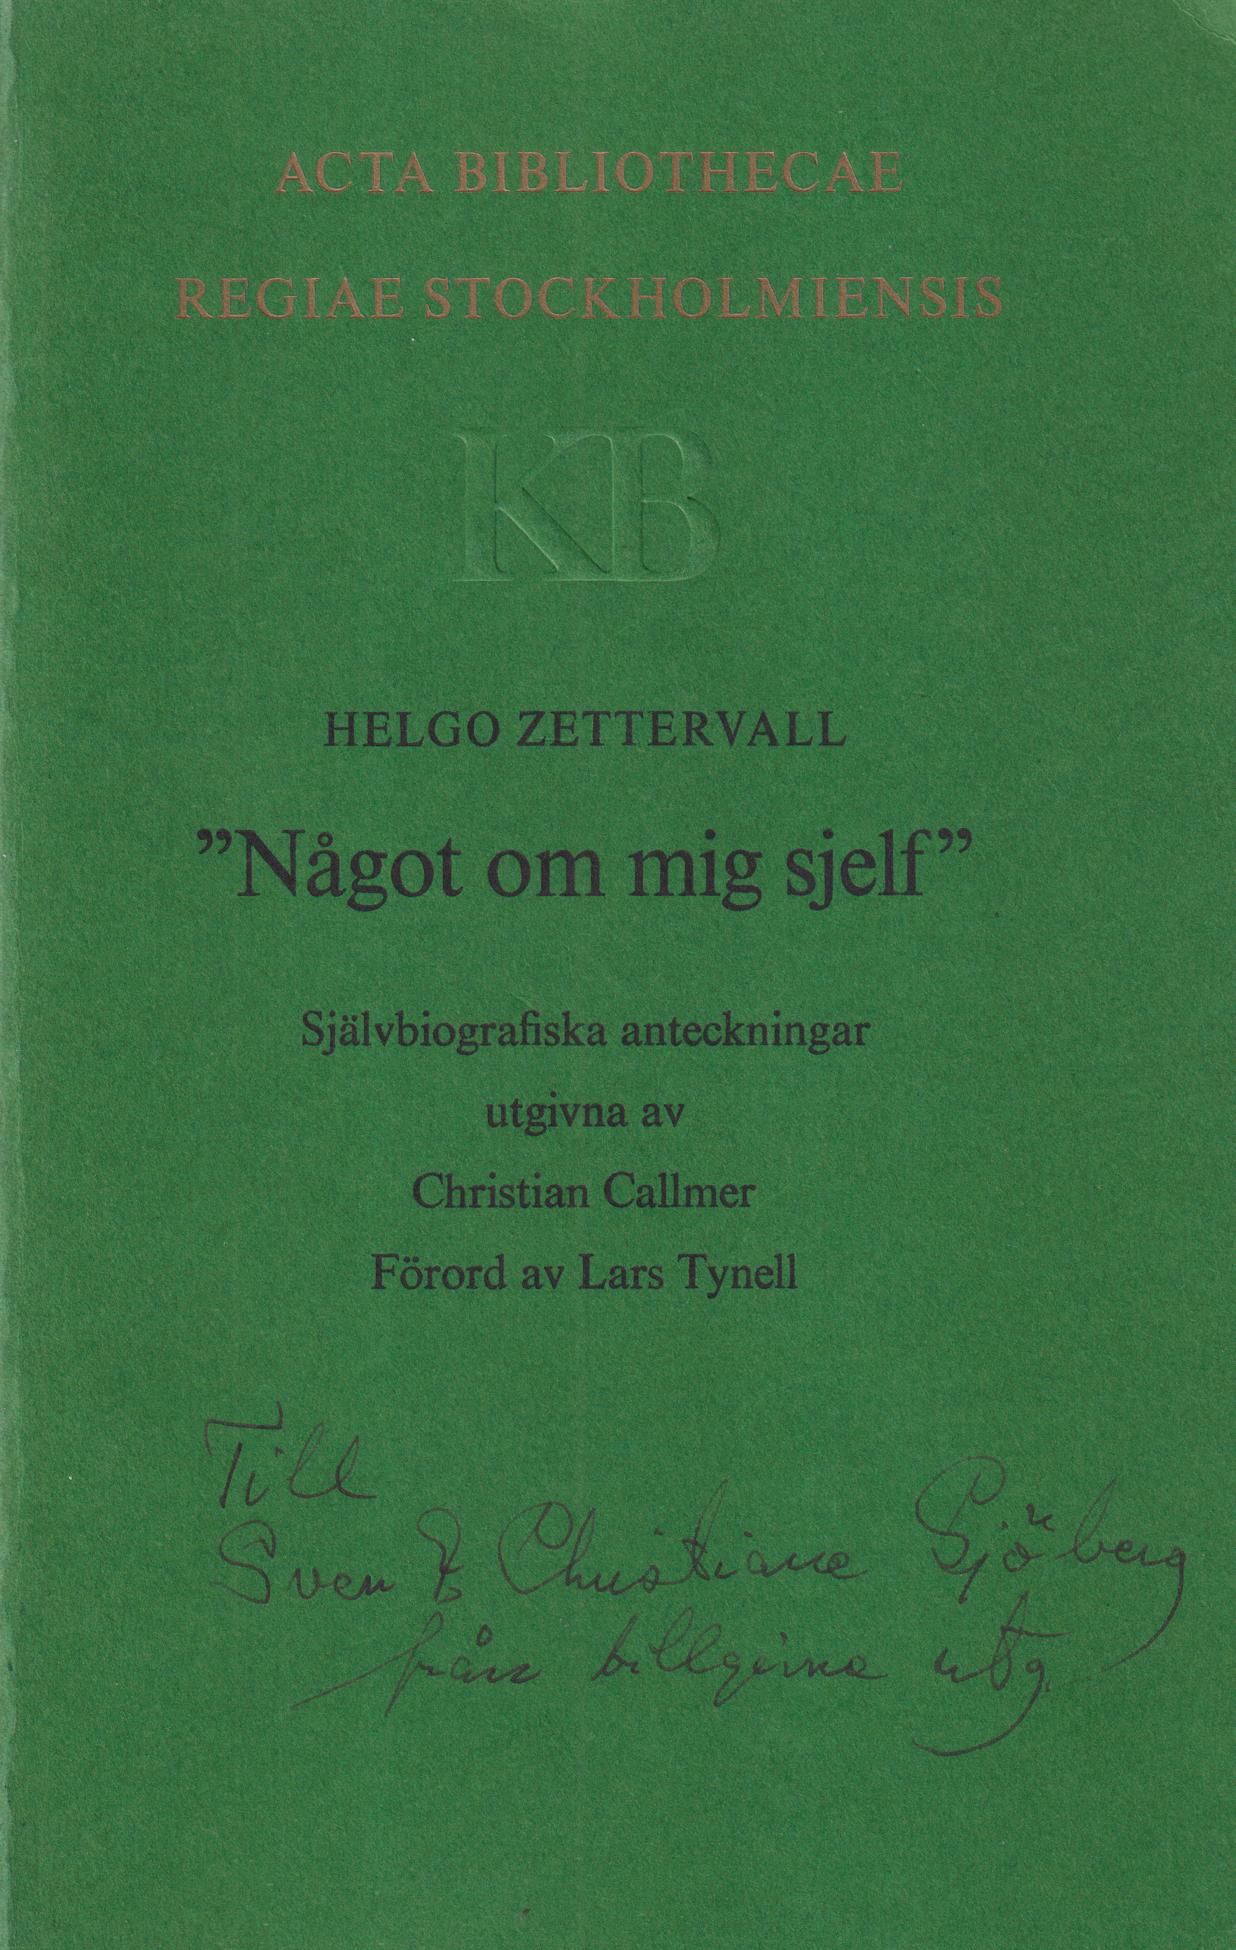 ACTA BIBLIOTHECAE
REGIAE STOCKHOLMIENSIS
KB
HELGO ZETTERVALL
”Något om mig sjelf”
Självbiografiska anteckningar
utgivna av
Christian Callmer
Förord av Lars Tynell
Till
Sven & Christiane Sjöberg
från tillgivna utg.